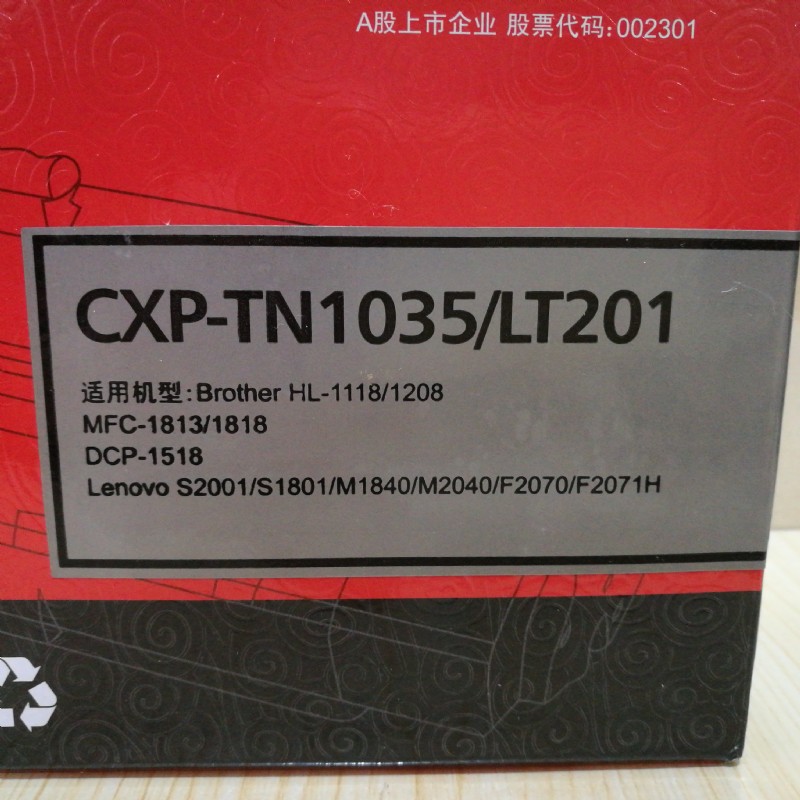 A股上市企业 股票代码:002301
CXP-TN1035/LT201
适用机型:Brother HL-1118/1208
MFC-1813/1818
DCP-1518
Lenovo S2001/S1801/M1840/M2040/F2070/F2071H